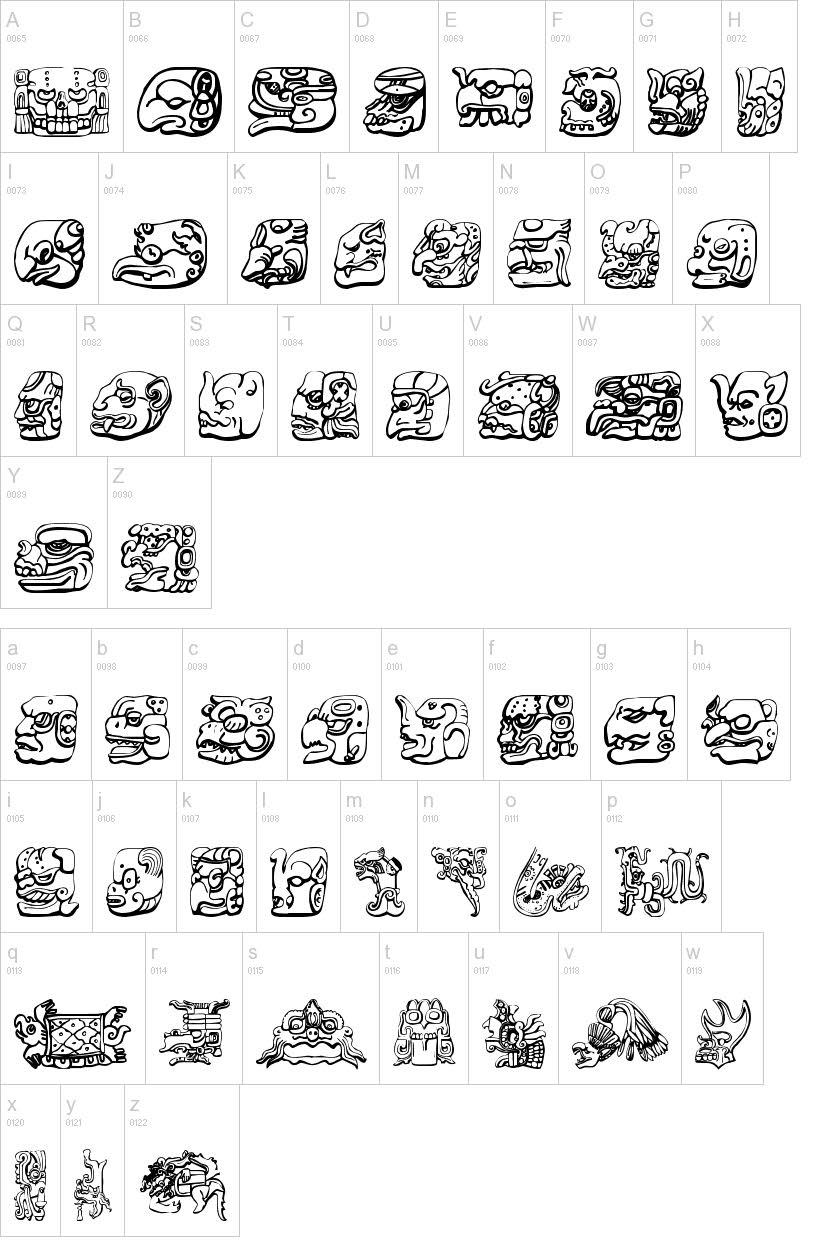 A B C D E F G H
0065 0066 0067 0068 0069 0070 0071 0072
I J K L M N O P
0073 0074 0075 0076 0077 0078 0079 0080
Q R S T U V W X
0081 0082 0083 0084 0085 0086 0087 0088
Y Z
0089 0090
a b c d e f g h
0097 0098 0099 0100 0101 0102 0103 0104
i j k l m n o p
0105 0106 0107 0108 0109 0110 0111 0112
q r s t u v w
0113 0114 0115 0116 0117 0118 0119
x y z
0120 0121 0122